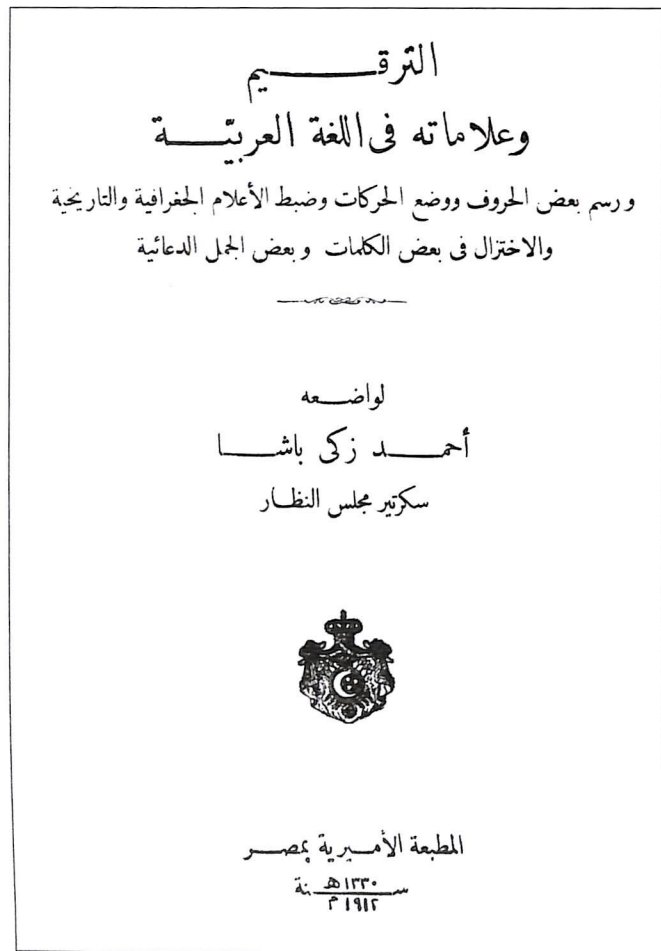 الترقيم
وعلاماته فى اللغة العربيّة
ورسم بعض الحروف ووضع الحركات وضبط الأعلام الجغرافية والتاريخية
والاختزال فى بعض الكلمات وبعض الجمل الدعائية
لواضعه
أحمد زكى باشا
سكرتير مجلس النظار
المطبعة الأميرية بمصر
سنة ١٣٣٠ ھ
١٩١٢ م